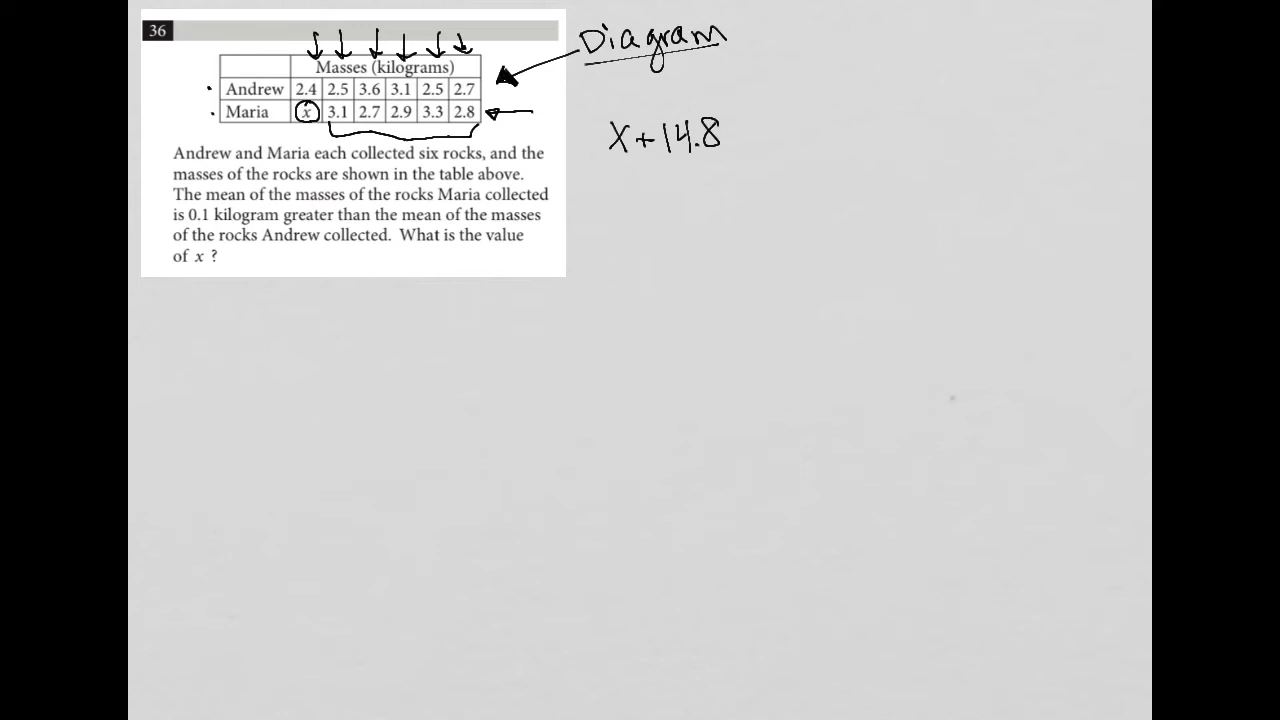 36
Masses (kilograms)
Andrew 2.4 2.5 3.6 3.1 2.5 2.7
Maria x 3.1 2.7 2.9 3.3 2.8
Andrew and Maria each collected six rocks, and the
masses of the rocks are shown in the table above.
The mean of the masses of the rocks Maria collected
is 0.1 kilogram greater than the mean of the masses
of the rocks Andrew collected. What is the value
of x ?
Diagram
x+14.8